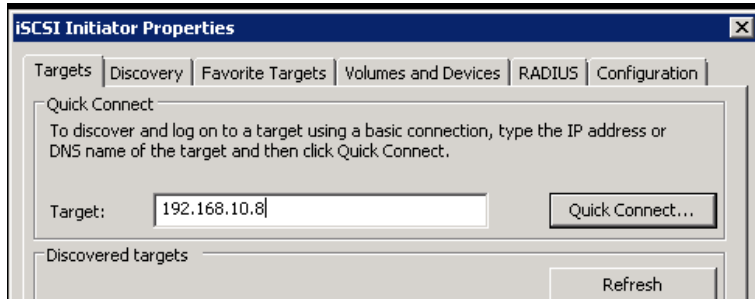 iSCSI Initiator Properties
Targets Discovery Favorite Targets Volumes and Devices RADIUS Configuration
Quick Connect
To discover and log on to a target using a basic connection, type the IP address or
DNS name of the target and then click Quick Connect.
Target: 192.168.10.8 Quick Connect...
Discovered targets
Refresh